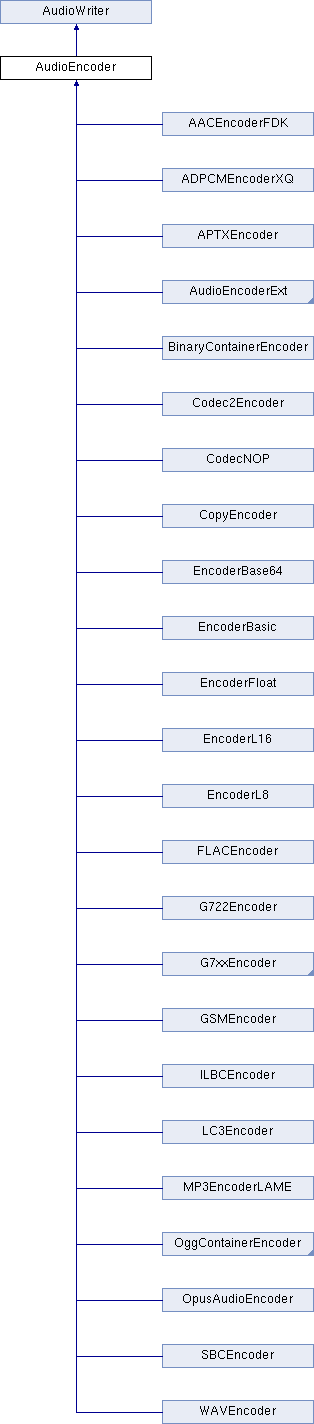 AudioWriter
AudioEncoder
AACEncoderFDK
ADPCMEncoderXQ
APTXEncoder
AudioEncoderExt
BinaryContainerEncoder
Codec2Encoder
CodecNOP
CopyEncoder
EncoderBase64
EncoderBasic
EncoderFloat
EncoderL16
EncoderL8
FLACEncoder
G722Encoder
G7xxEncoder
GSMEncoder
ILBCEncoder
LC3Encoder
MP3EncoderLAME
OggContainerEncoder
OpusAudioEncoder
SBCEncoder
WAVEncoder